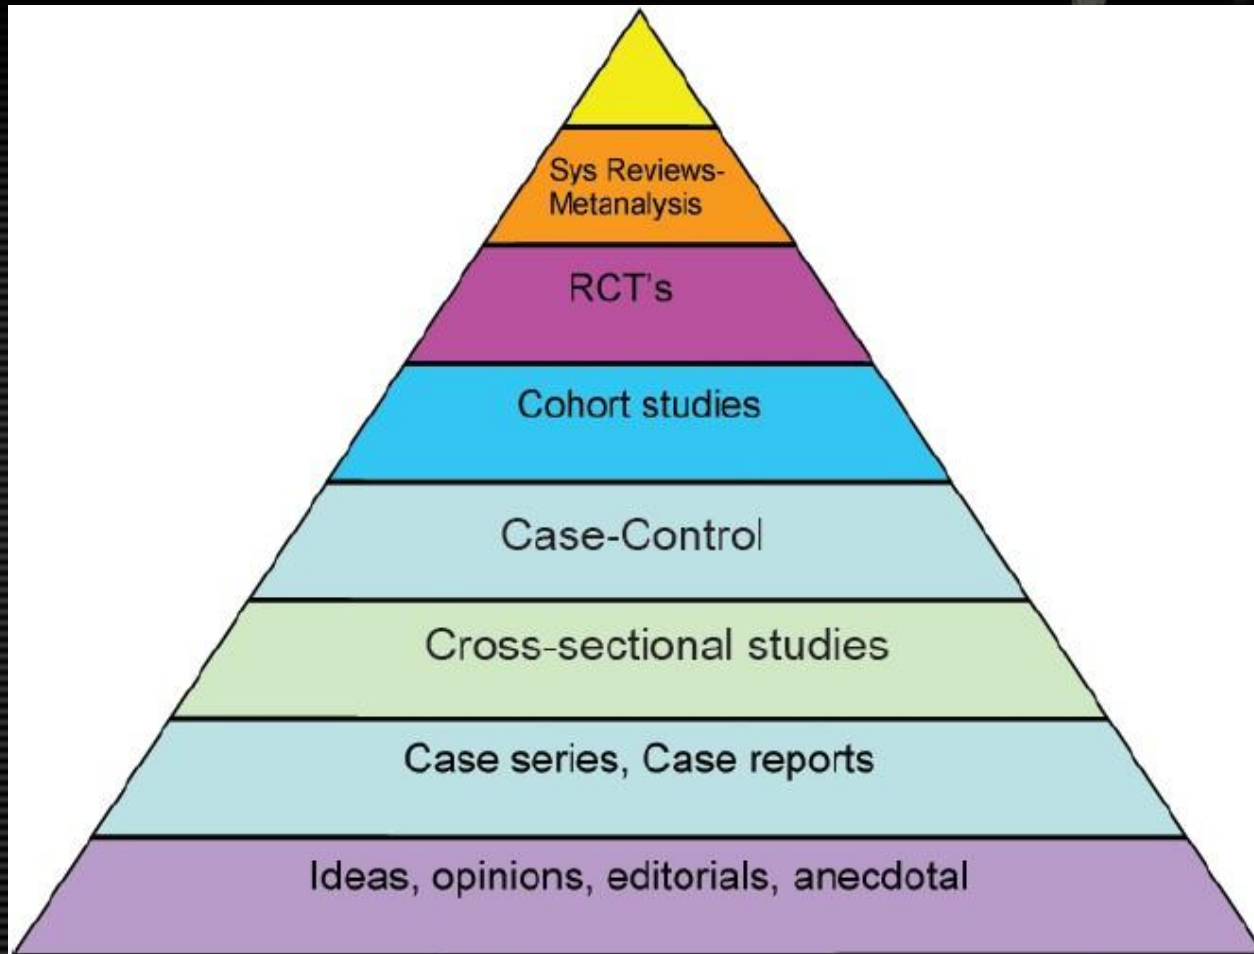 Sys Reviews-
Metanalysis
RCT's
Cohort studies
Case-Control
Cross-sectional studies
Case series, Case reports
Ideas, opinions, editorials, anecdotal